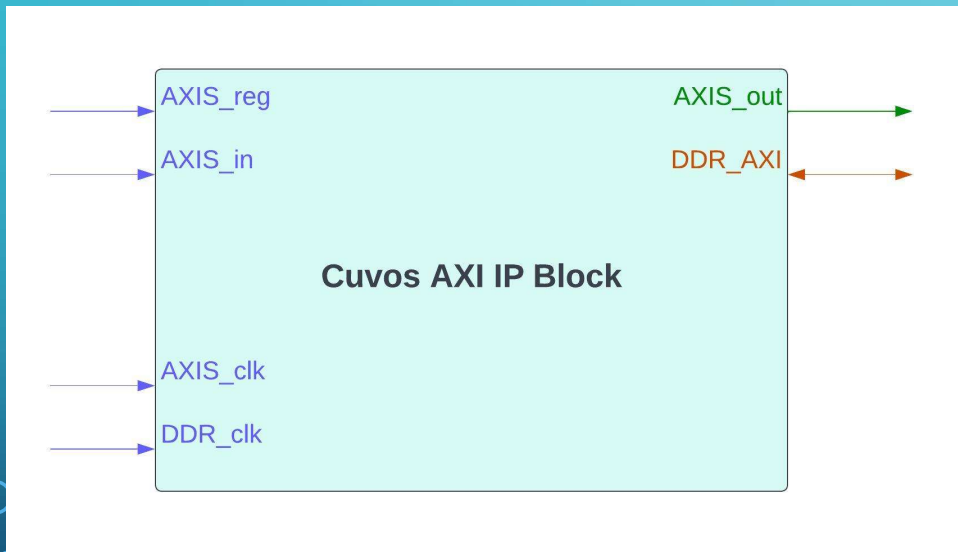 AXIS_reg
AXIS_out
AXIS_in
DDR_AXI
Cuvos AXI IP Block
AXIS_clk
DDR_clk